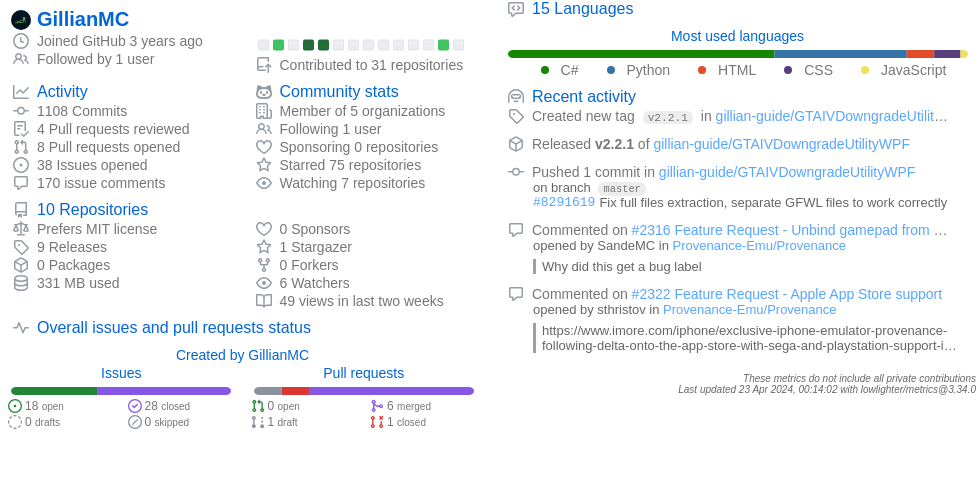 GillianMC
Joined GitHub 3 years ago
Followed by 1 user
Contributed to 31 repositories
Activity
1108 Commits
4 Pull requests reviewed
8 Pull requests opened
38 Issues opened
170 issue comments
Community stats
Member of 5 organizations
Following 1 user
Sponsoring 0 repositories
Starred 75 repositories
Watching 7 repositories
10 Repositories
Prefers MIT license
9 Releases
0 Packages
331 MB used
0 Sponsors
1 Stargazer
0 Forkers
6 Watchers
49 views in last two weeks
Overall issues and pull requests status
Created by GillianMC
Issues
18 open
28 closed
0 drafts
0 skipped
Pull requests
0 open
6 merged
1 draft
1 closed
15 Languages
Most used languages
C# Python HTML CSS JavaScript
Recent activity
Created new tag v2.2.1 in gillian-guide/GTAIVDowngradeUtilit…
Released v2.2.1 of gillian-guide/GTAIVDowngradeUtilityWPF
Pushed 1 commit in gillian-guide/GTAIVDowngradeUtilityWPF
on branch master
#8291619 Fix full files extraction, separate GFWL files to work correctly
Commented on #2316 Feature Request - Unbind gamepad from …
opened by SandeMC in Provenance-Emu/Provenance
Why did this get a bug label
Commented on #2322 Feature Request - Apple App Store support
opened by sthristov in Provenance-Emu/Provenance
https://www.imore.com/iphone/exclusive-iphone-emulator-provenance-
following-delta-onto-the-app-store-with-sega-and-playstation-support-i…
These metrics do not include all private contributions
Last updated 23 Apr 2024, 00:14:02 with lowlighter/metrics@3.34.0